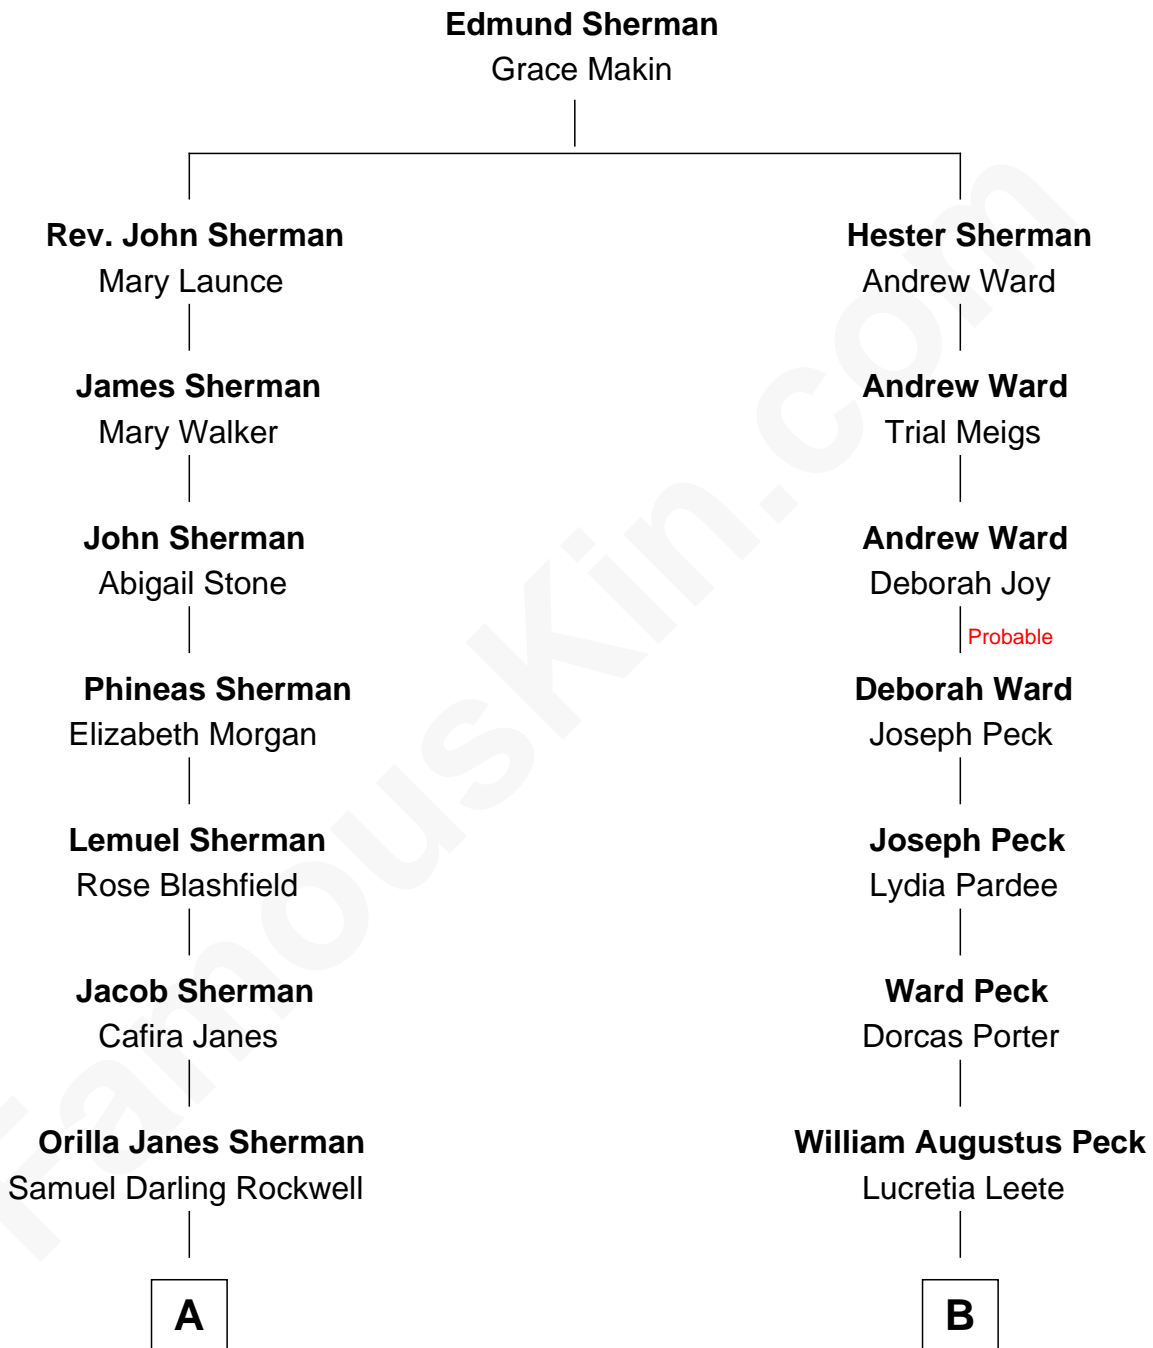 Edmund Sherman
Grace Makin
Rev. John Sherman
Mary Launce
James Sherman
Mary Walker
John Sherman
Abigail Stone
Phineas Sherman
Elizabeth Morgan
Lemuel Sherman
Rose Blashfield
Jacob Sherman
Cafira Janes
Orilla Janes Sherman
Samuel Darling Rockwell
A
Hester Sherman
Andrew Ward
Andrew Ward
Trial Meigs
Andrew Ward
Deborah Joy
Probable
Deborah Ward
Joseph Peck
Joseph Peck
Lydia Pardee
Ward Peck
Dorcas Porter
William Augustus Peck
Lucretia Leete
B
FamousKin.com